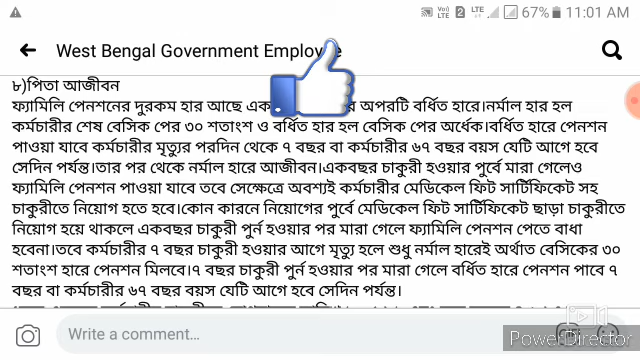 Vo) LTE 2 LTE 67% 11:01 AM
West Bengal Government Employee
৮)পিতা আজীবন
ফ্যামিলি পেনশনের দুরকম হার আছে অপরটি বর্ধিত হারে।নর্মাল হার হল
কর্মচারীর শেষ বেসিক পের ৩০ শতাংশ ও বর্ধিত হার হল বেসিক পের অর্ধেক।বর্ধিত হারে পেনশন
পাওয়া যাবে কর্মচারীর মৃত্যুর পরদিন থেকে ৭ বছর বা কর্মচারীর ৬৭ বছর বয়স যেটি আগে হবে
সেদিন পর্যন্ত।তার পর থেকে নর্মাল হারে আজীবন।একবছর চাকুরী হওয়ার পুর্বে মারা গেলেও
ফ্যামিলি পেনশন পাওয়া যাবে তবে সেক্ষেত্রে অবশ্যই কর্মচারীর মেডিকেল ফিট সার্টিফিকেট সহ
চাকুরীতে নিয়োগ হতে হবে।কোন কারনে নিয়োগের পুর্বে মেডিকেল ফিট সার্টিফিকেট ছাড়া চাকুরীতে
নিয়োগ হয়ে থাকলে একবছর চাকুরী পুর্ন হওয়ার পর মারা গেলে ফ্যামিলি পেনশন পেতে বাধা
হবেনা।তবে কর্মচারীর ৭ বছর চাকুরী হওয়ার আগে মৃত্যু হলে শুধু নর্মাল হারেই অর্থাত বেসিকের ৩০
শতাংশ হারে পেনশন মিলবে।৭ বছর চাকুরী পুর্ন হওয়ার পর মারা গেলে বর্ধিত হারে পেনশন পাবে ৭
বছর বা কর্মচারীর ৬৭ বছর বয়স যেটি আগে হবে সেদিন পর্যন্ত।
Write a comment...
PowerDirector